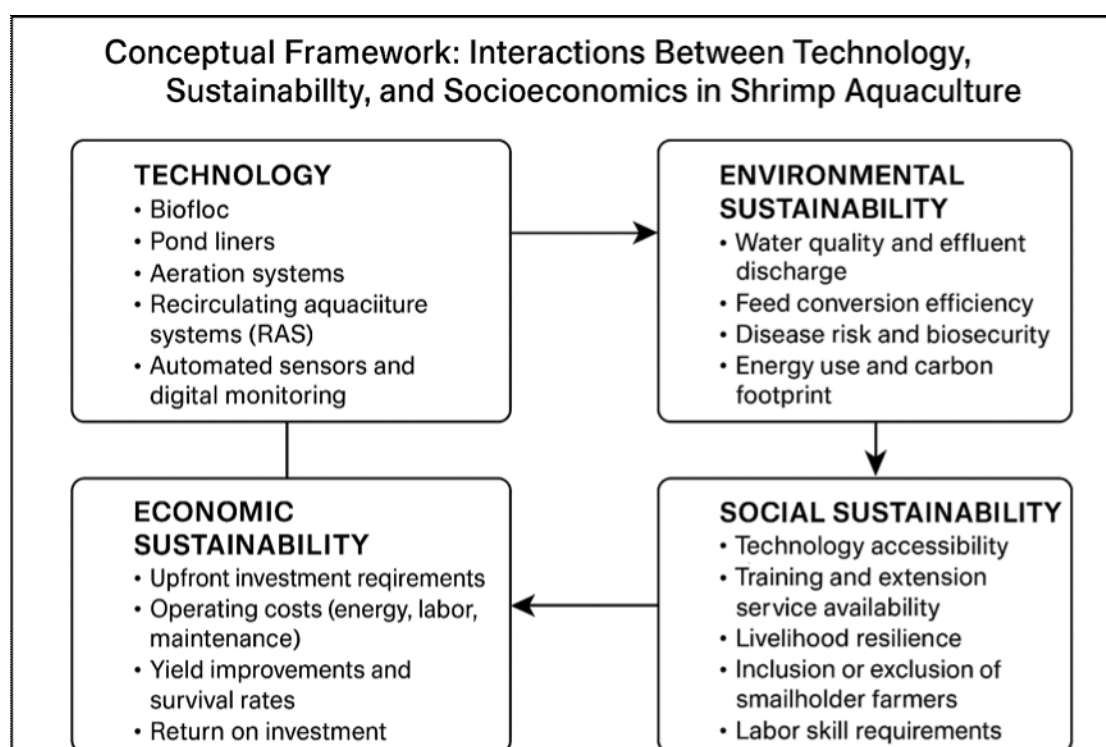 Conceptual Framework: Interactions Between Technology,
Sustainabillty, and Socioeconomics in Shrimp Aquaculture
TECHNOLOGY
• Biofloc
• Pond liners
• Aeration systems
• Recirculating aquaciiture
systems (RAS)
• Automated sensors and
digital monitoring
ENVIRONMENTAL
SUSTAINABILITY
• Water quality and effluent
discharge
• Feed conversion efficiency
• Disease risk and biosecurity
• Energy use and carbon
footprint
ECONOMIC
SUSTAINABILITY
• Upfront investment reqirements
• Operating costs (energy, labor,
maintenance)
• Yield improvements and
survival rates
• Return on investment
SOCIAL SUSTAINABILITY
• Technology accessibility
• Training and extension
service availability
• Livelihood resilience
• Inclusion or exclusion of
smailholder farmers
• Labor skill requirements